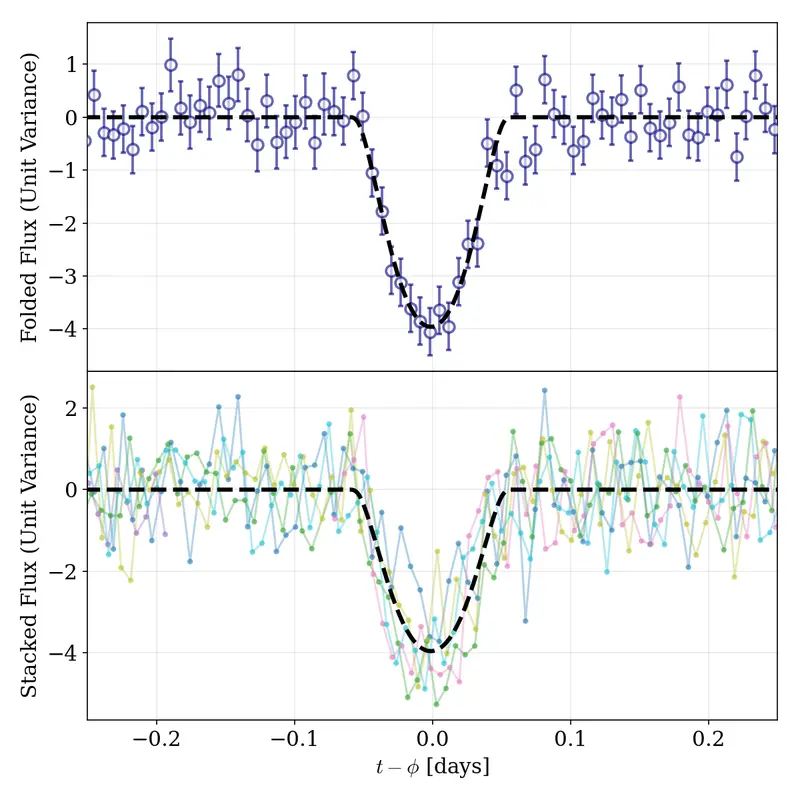 Folded Flux (Unit Variance)
1
0
−1
−2
−3
−4
Stacked Flux (Unit Variance)
2
0
−2
−4
−0.2 −0.1 0.0 0.1 0.2
t − ϕ [days]